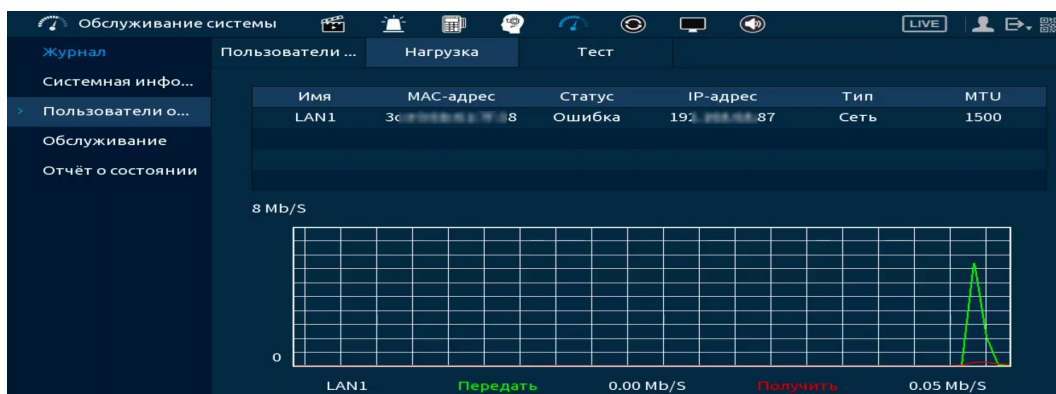 Обслуживание системы LIVE
Журнал
Системная инфо...
Пользователи о...
Обслуживание
Отчёт о состоянии
Пользователи ... Нагрузка Тест
Имя MAC-адрес Статус IP-адрес Тип MTU
LAN1 Ошибка Сеть 1500
8 Mb/S
0
LAN1 Передать 0.00 Mb/S Получить 0.05 Mb/S